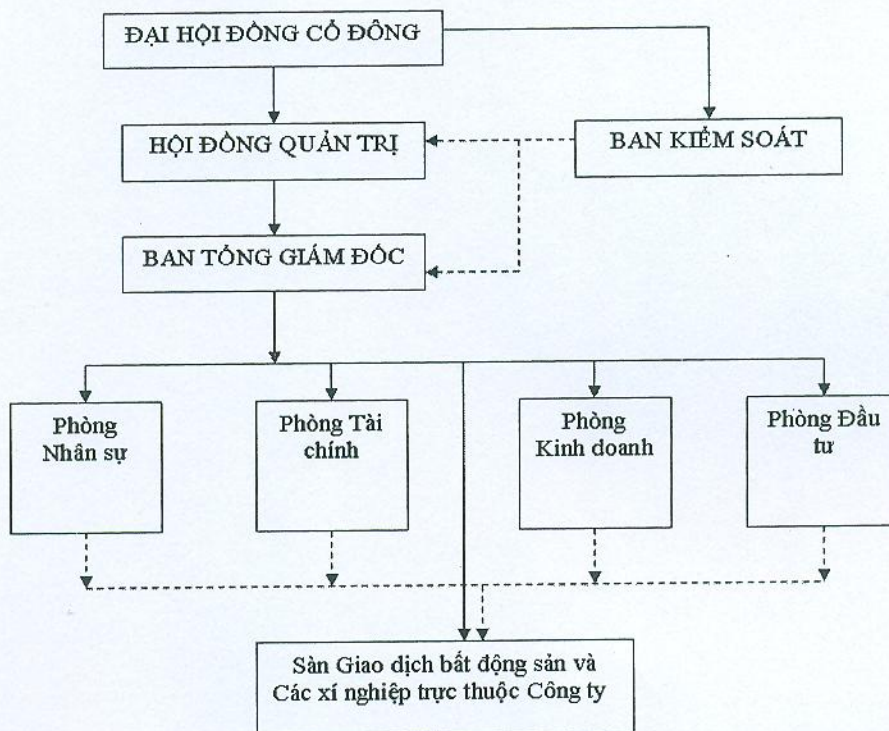 ĐẠI HỘI ĐỒNG CỔ ĐÔNG
HỘI ĐỒNG QUẢN TRỊ
BAN KIỂM SOÁT
BAN TỔNG GIÁM ĐỐC
Phòng
Nhân sự
Phòng Tài
chính
Phòng
Kinh doanh
Phòng Đầu
tư
Sàn Giao dịch bất động sản và
Các xí nghiệp trực thuộc Công ty